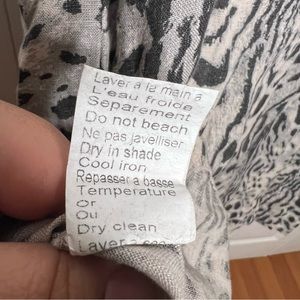 Laver a la main a
L'eau froide
Separement
Do not beach
Ne pas javelliser
Dry in shade
Cool iron
Repasser a basse
Temperature
Or
Ou
Dry clean
Laver a